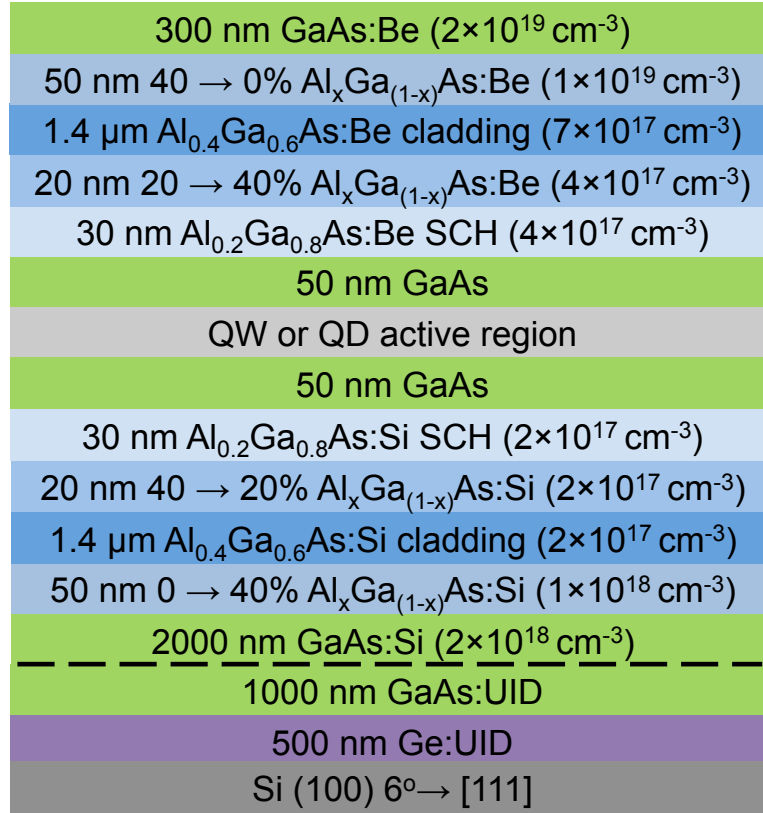 300 nm GaAs:Be (2×10¹⁹ cm⁻³)
50 nm 40 → 0% AlₓGa₍₁₋ₓ₎As:Be (1×10¹⁹ cm⁻³)
1.4 µm Al₀.₄Ga₀.₆As:Be cladding (7×10¹⁷ cm⁻³)
20 nm 20 → 40% AlₓGa₍₁₋ₓ₎As:Be (4×10¹⁷ cm⁻³)
30 nm Al₀.₂Ga₀.₈As:Be SCH (4×10¹⁷ cm⁻³)
50 nm GaAs
QW or QD active region
50 nm GaAs
30 nm Al₀.₂Ga₀.₈As:Si SCH (2×10¹⁷ cm⁻³)
20 nm 40 → 20% AlₓGa₍₁₋ₓ₎As:Si (2×10¹⁷ cm⁻³)
1.4 µm Al₀.₄Ga₀.₆As:Si cladding (2×10¹⁷ cm⁻³)
50 nm 0 → 40% AlₓGa₍₁₋ₓ₎As:Si (1×10¹⁸ cm⁻³)
2000 nm GaAs:Si (2×10¹⁸ cm⁻³)
1000 nm GaAs:UID
500 nm Ge:UID
Si (100) 6º→ [111]